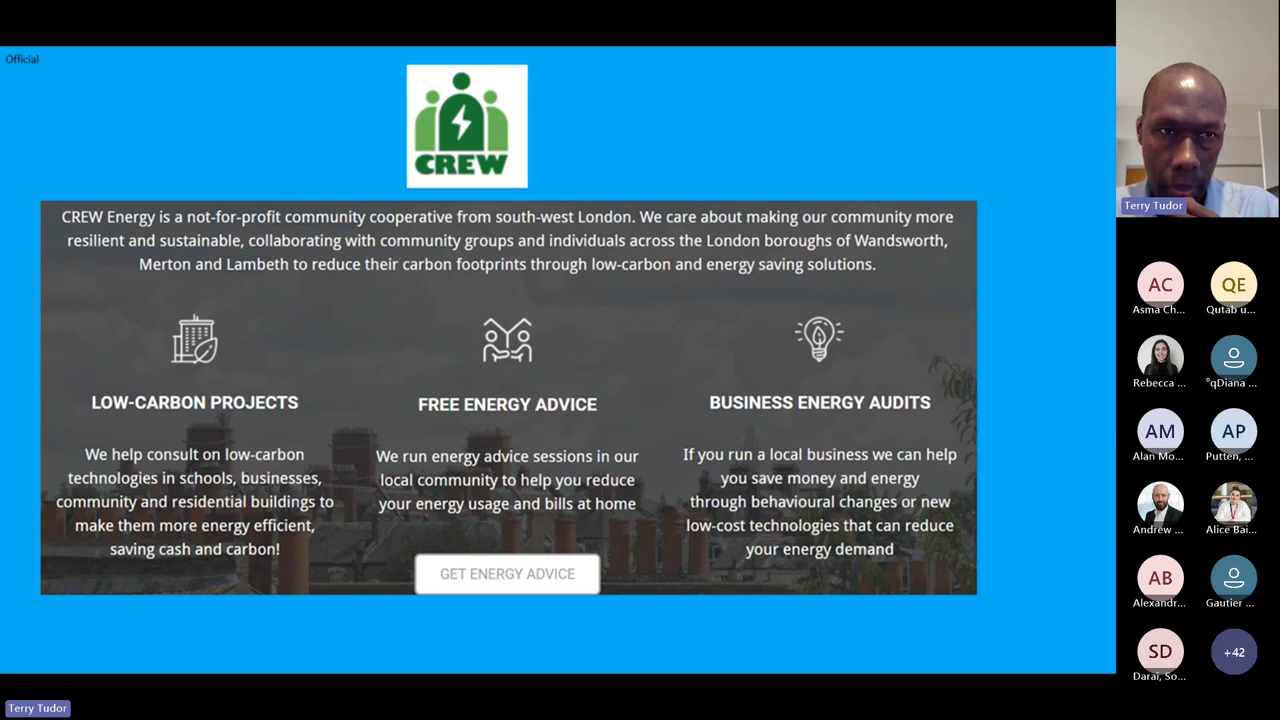 Official
CREW
CREW Energy is a not-for-profit community cooperative from south-west London. We care about making our community more
resilient and sustainable, collaborating with community groups and individuals across the London boroughs of Wandsworth,
Merton and Lambeth to reduce their carbon footprints through low-carbon and energy saving solutions.
LOW-CARBON PROJECTS
We help consult on low-carbon
technologies in schools, businesses,
community and residential buildings to
make them more energy efficient,
saving cash and carbon!
FREE ENERGY ADVICE
We run energy advice sessions in our
local community to help you reduce
your energy usage and bills at home
GET ENERGY ADVICE
BUSINESS ENERGY AUDITS
If you run a local business we can help
you save money and energy
through behavioural changes or new
low-cost technologies that can reduce
your energy demand
Terry Tudor
AC
Asma Ch...
QE
Qutab u...
Rebecca ...
°qDiana ...
AM
Alan Mo...
AP
Putten, ...
Andrew ...
Alice Bai...
AB
Alexandr...
Gautier ...
SD
Darai, So...
+42
Terry Tudor